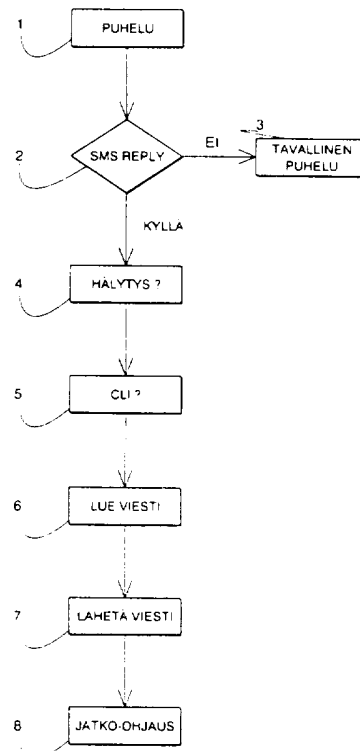 1
PUHELU
2
SMS REPLY
EI
3
TAVALLINEN
PUHELU
KYLLÄ
4
HÄLYTYS ?
5
CLI ?
6
LUE VIESTI
7
LAHETÄ VIESTI
8
JATKO-OHJAUS